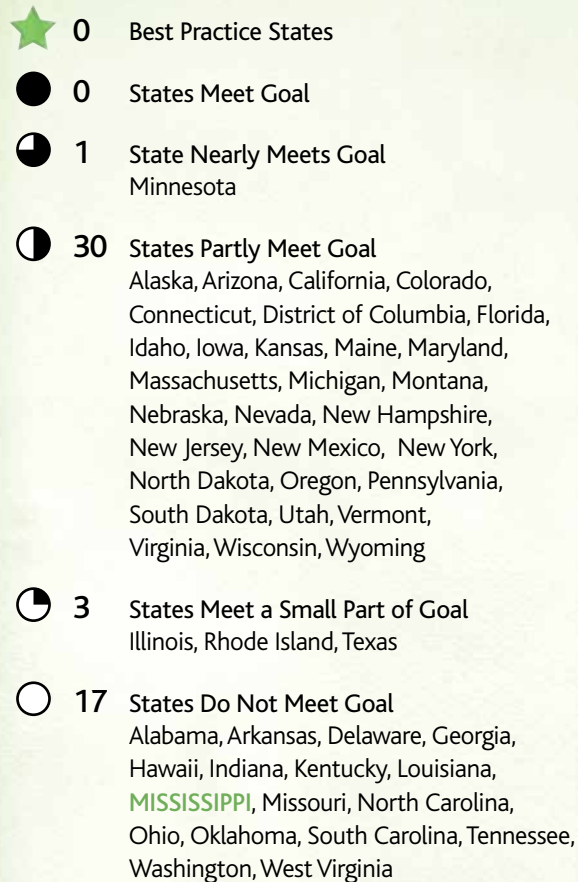 0 Best Practice States
0 States Meet Goal
1 State Nearly Meets Goal
Minnesota
30 States Partly Meet Goal
Alaska, Arizona, California, Colorado,
Connecticut, District of Columbia, Florida,
Idaho, Iowa, Kansas, Maine, Maryland,
Massachusetts, Michigan, Montana,
Nebraska, Nevada, New Hampshire,
New Jersey, New Mexico, New York,
North Dakota, Oregon, Pennsylvania,
South Dakota, Utah, Vermont,
Virginia, Wisconsin, Wyoming
3 States Meet a Small Part of Goal
Illinois, Rhode Island, Texas
17 States Do Not Meet Goal
Alabama, Arkansas, Delaware, Georgia,
Hawaii, Indiana, Kentucky, Louisiana,
MISSISSIPPI, Missouri, North Carolina,
Ohio, Oklahoma, South Carolina, Tennessee,
Washington, West Virginia